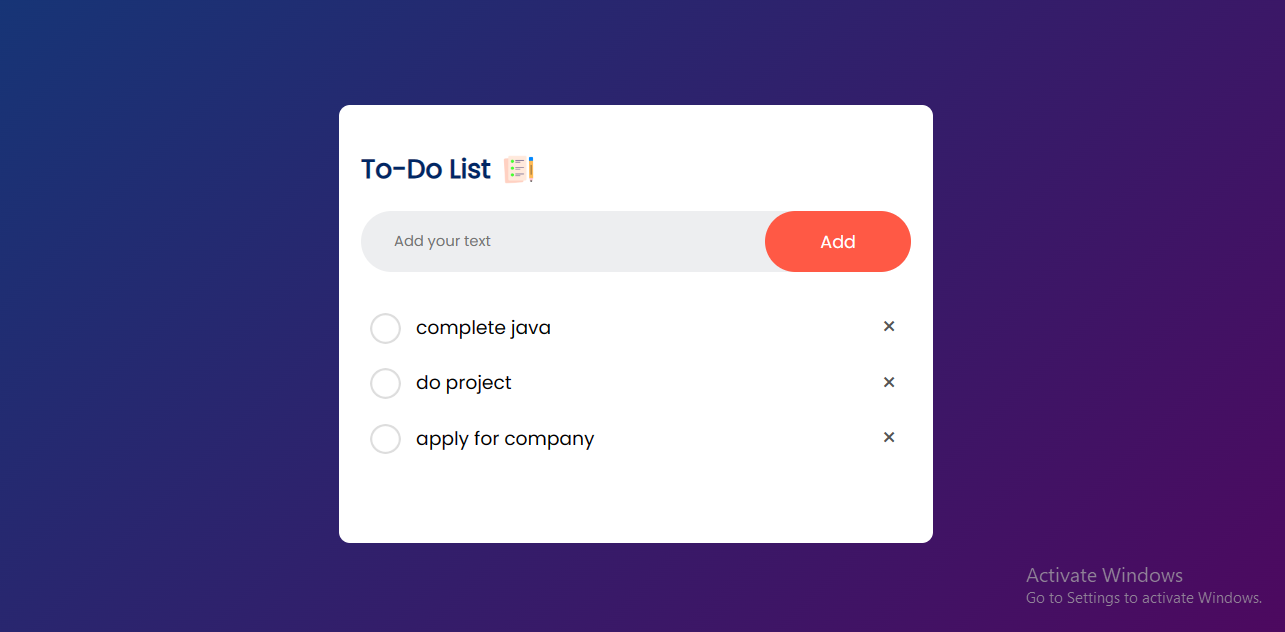 To-Do List
Add your text
Add
complete java
×
do project
×
apply for company
×
Activate Windows
Go to Settings to activate Windows.